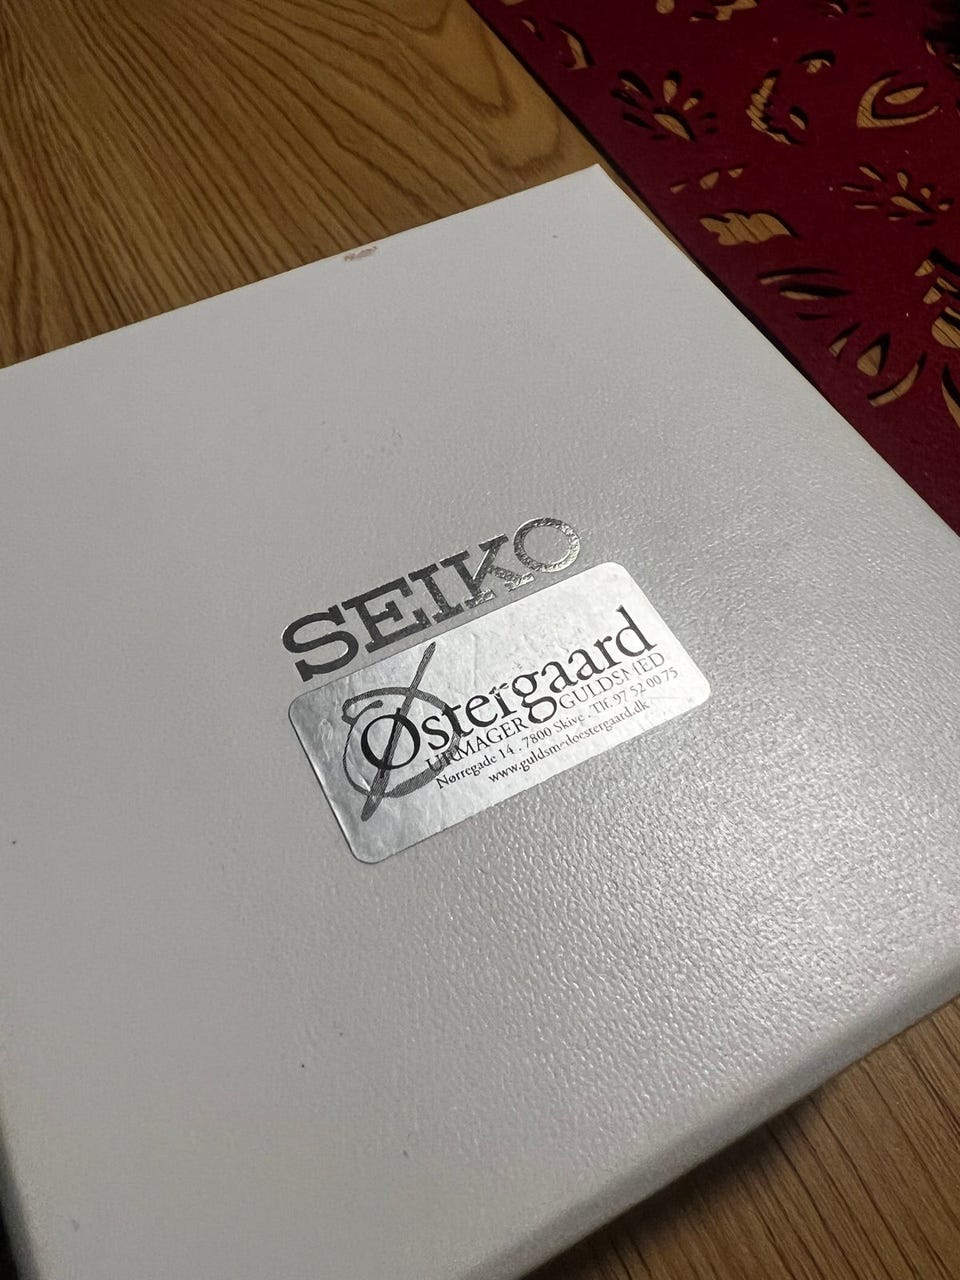 SEIKO
Østergaard
URMAGER GULDSMED
Nørregade 14 . 7800 Skive . Tlf. 97 52 00 75
www.guldsmedoestergaard.dk